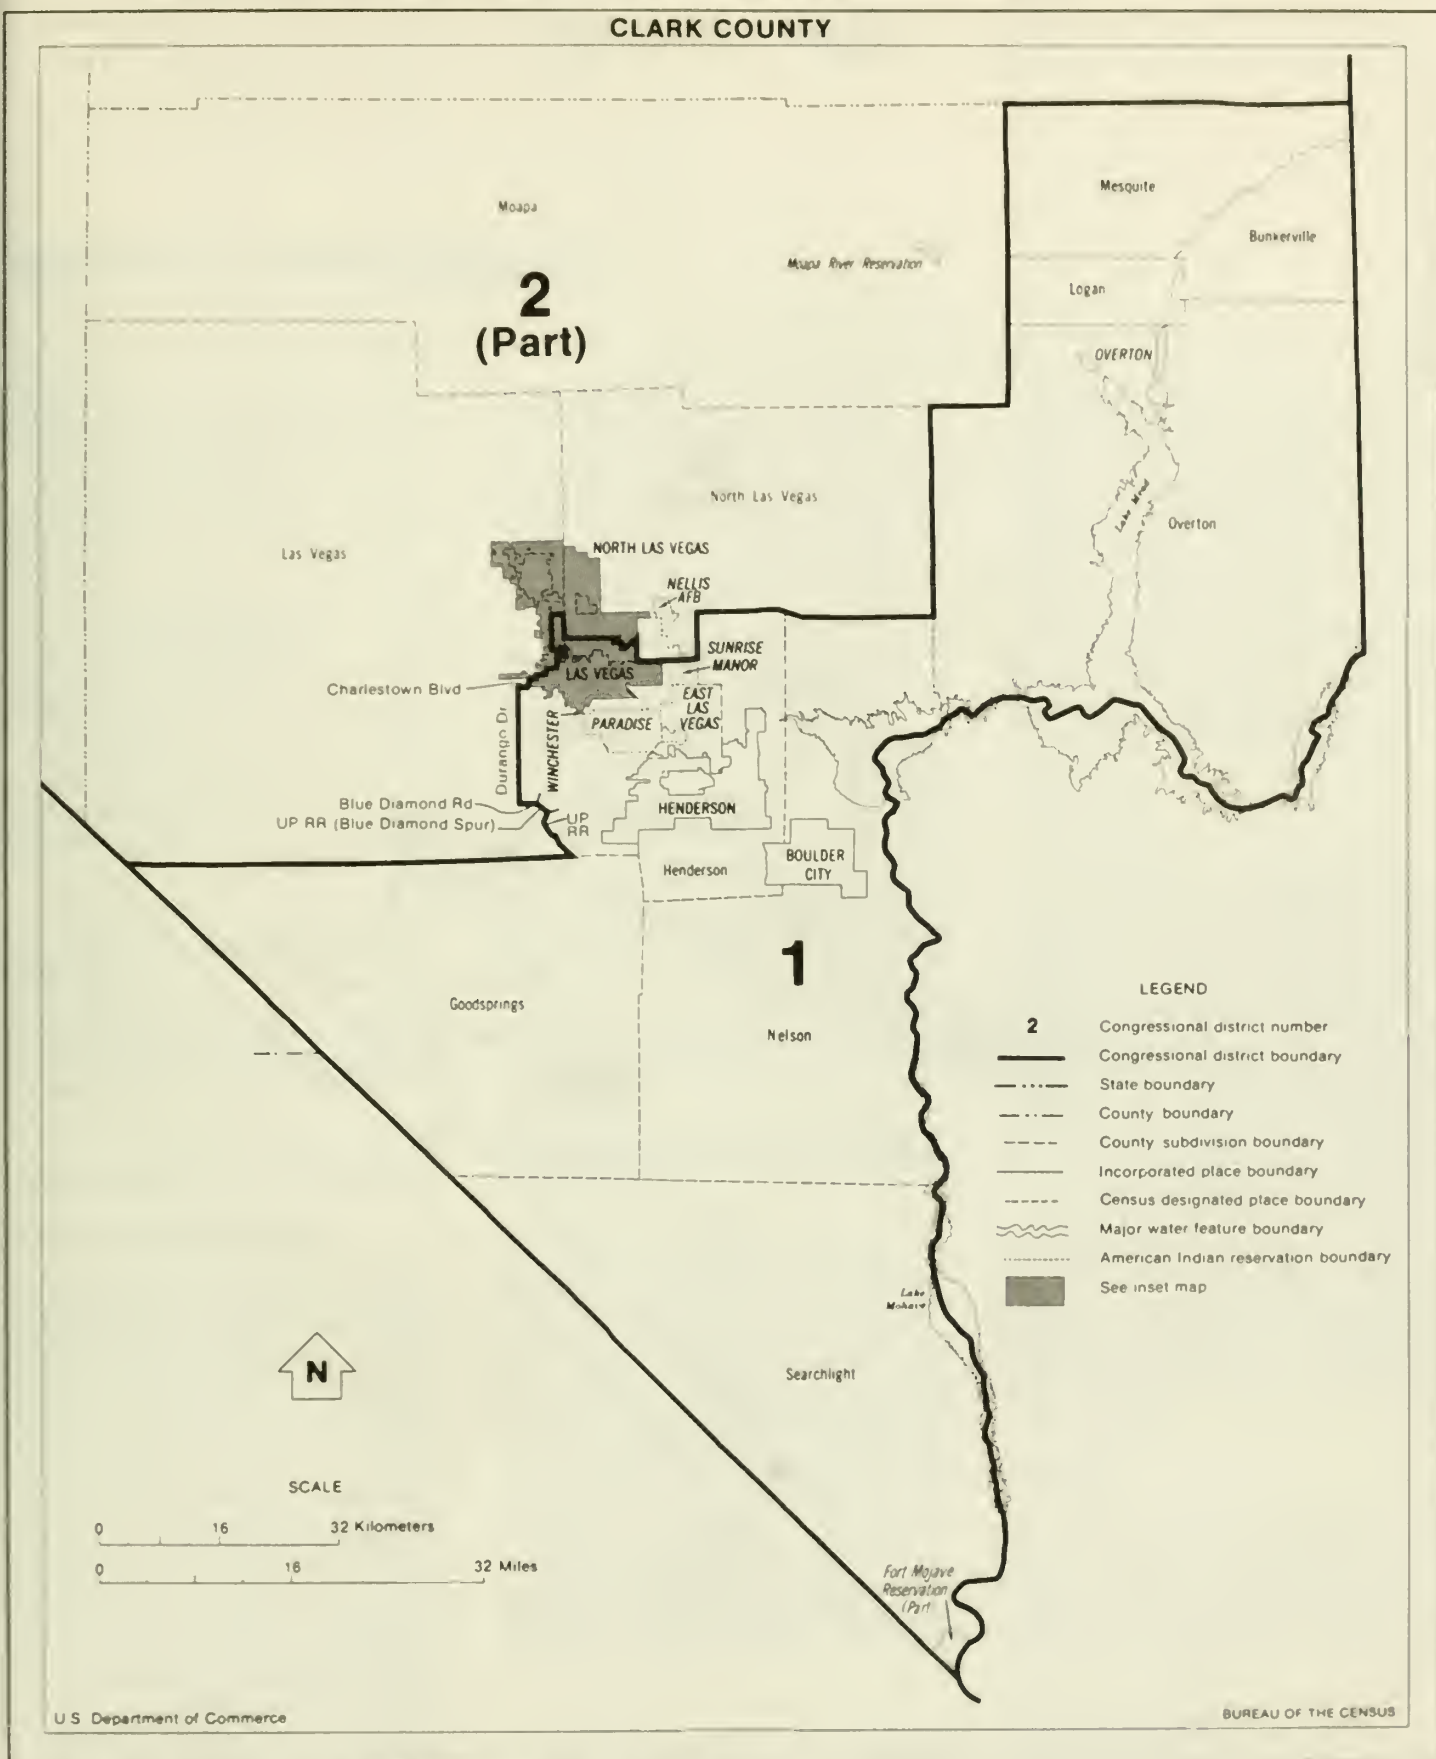 CLARK COUNTY
Moapa
Mesquite
Bunkerville
Moapa River Reservation
2
(Part)
Logan
OVERTON
Lake Mead
Overton
North Las Vegas
Las Vegas
NORTH LAS VEGAS
NELLIS
AFB
SUNRISE
MANOR
LAS VEGAS
Charlestown Blvd
EAST
LAS
VEGAS
PARADISE
WINCHESTER
Durango Dr
Blue Diamond Rd
UP RR (Blue Diamond Spur)
UP
RR
HENDERSON
Henderson
BOULDER
CITY
1
Goodsprings
Nelson
LEGEND
2 Congressional district number
Congressional district boundary
State boundary
County boundary
County subdivision boundary
Incorporated place boundary
Census designated place boundary
Major water feature boundary
American Indian reservation boundary
See inset map
Lake
Mohave
Searchlight
N
SCALE
0 16 32 Kilometers
0 16 32 Miles
Fort Mojave
Reservation
(Part
U S Department of Commerce
BUREAU OF THE CENSUS